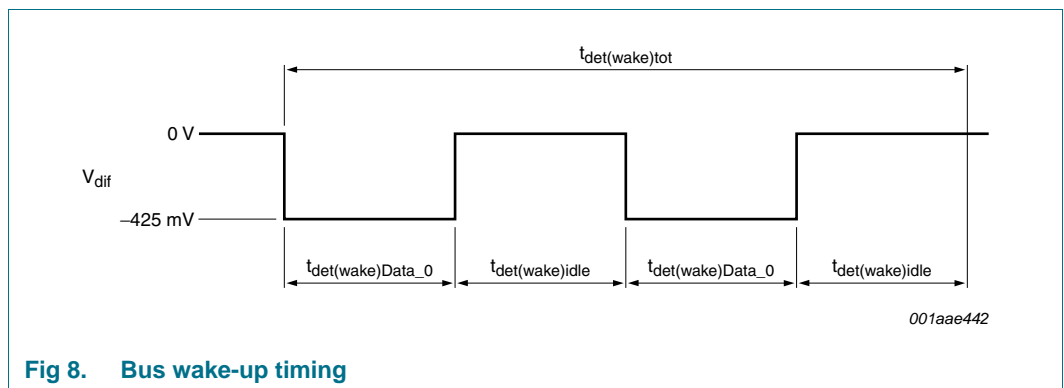 tdet(wake)tot
0 V
Vdif
−425 mV
tdet(wake)Data_0 tdet(wake)idle tdet(wake)Data_0 tdet(wake)idle
001aae442
Fig 8. Bus wake-up timing